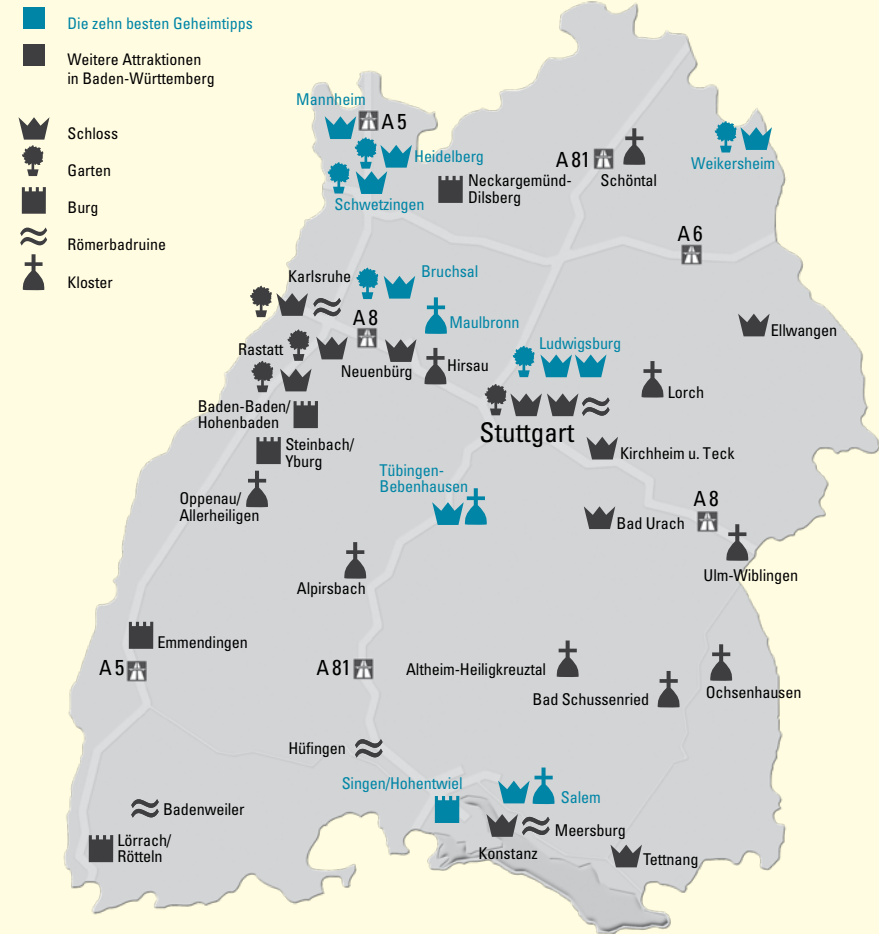 Die zehn besten Geheimtipps
Weitere Attraktionen
in Baden-Württemberg
Schloss
Garten
Burg
Römerbadruine
Kloster
Mannheim
A 5
Heidelberg
Schwetzingen
Neckargemünd-
Dilsberg
A 81
Schöntal
Weikersheim
A 6
Karlsruhe
Bruchsal
A 8
Maulbronn
Ellwangen
Rastatt
Neuenbürg
Hirsau
Ludwigsburg
Lorch
Baden-Baden/
Hohenbaden
Stuttgart
Steinbach/
Yburg
Kirchheim u. Teck
Tübingen-
Bebenhausen
Oppenau/
Allerheiligen
Bad Urach
A 8
Ulm-Wiblingen
Alpirsbach
Emmendingen
A 5
A 81
Altheim-Heiligkreuztal
Bad Schussenried
Ochsenhausen
Hüfingen
Singen/Hohentwiel
Salem
Badenweiler
Meersburg
Lörrach/
Rötteln
Konstanz
Tettnang